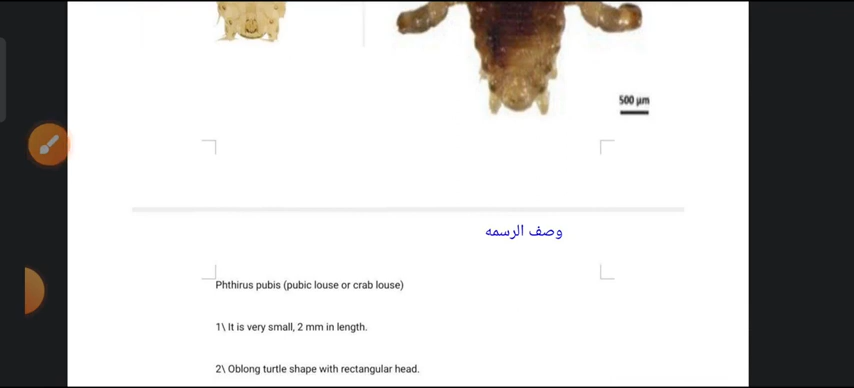 500 µm
وصف الرسمه
Phthirus pubis (pubic louse or crab louse)
1\ It is very small, 2 mm in length.
2\ Oblong turtle shape with rectangular head.